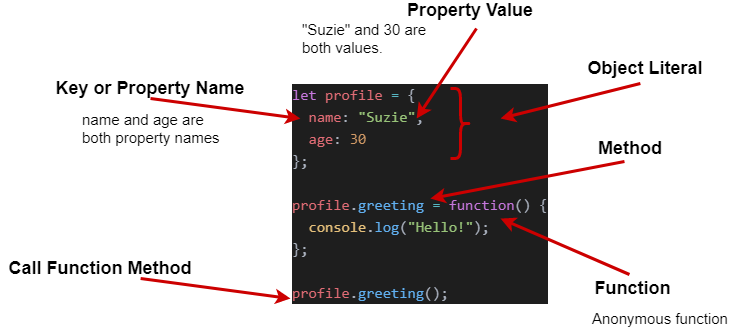 Property Value
"Suzie" and 30 are
both values.
Key or Property Name
name and age are
both property names
Object Literal
let profile = {
  name: "Suzie",
  age: 30
};
Method
profile.greeting = function() {
  console.log("Hello!");
};
Call Function Method
Function
Anonymous function
profile.greeting();